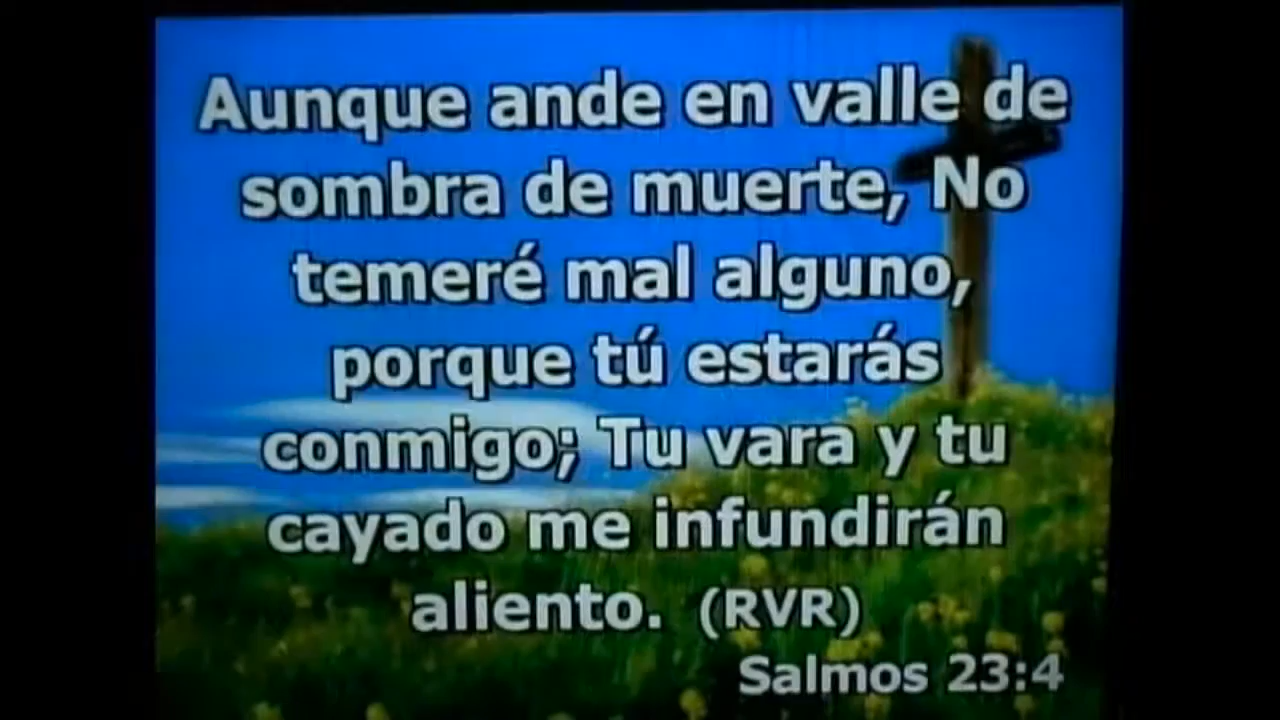 Aunque ande en valle de
sombra de muerte, No
temeré mal alguno,
porque tú estarás
conmigo; Tu vara y tu
cayado me infundirán
aliento. (RVR)
Salmos 23:4